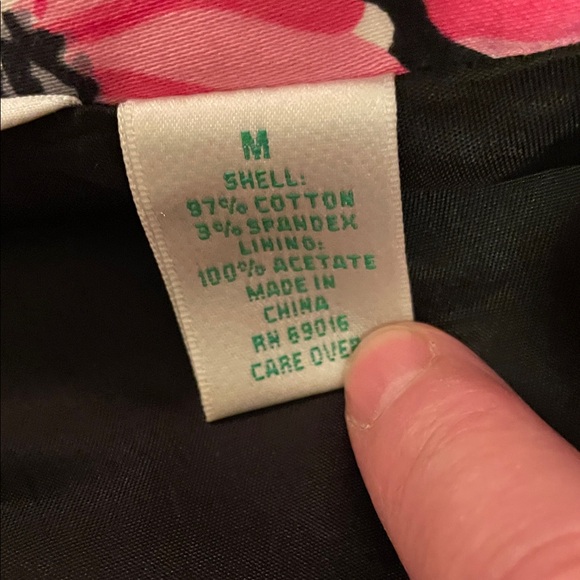 M
SHELL:
97% COTTON
3% SPANDEX
LINING:
100% ACETATE
MADE IN
CHINA
RN 69016
CARE OVER